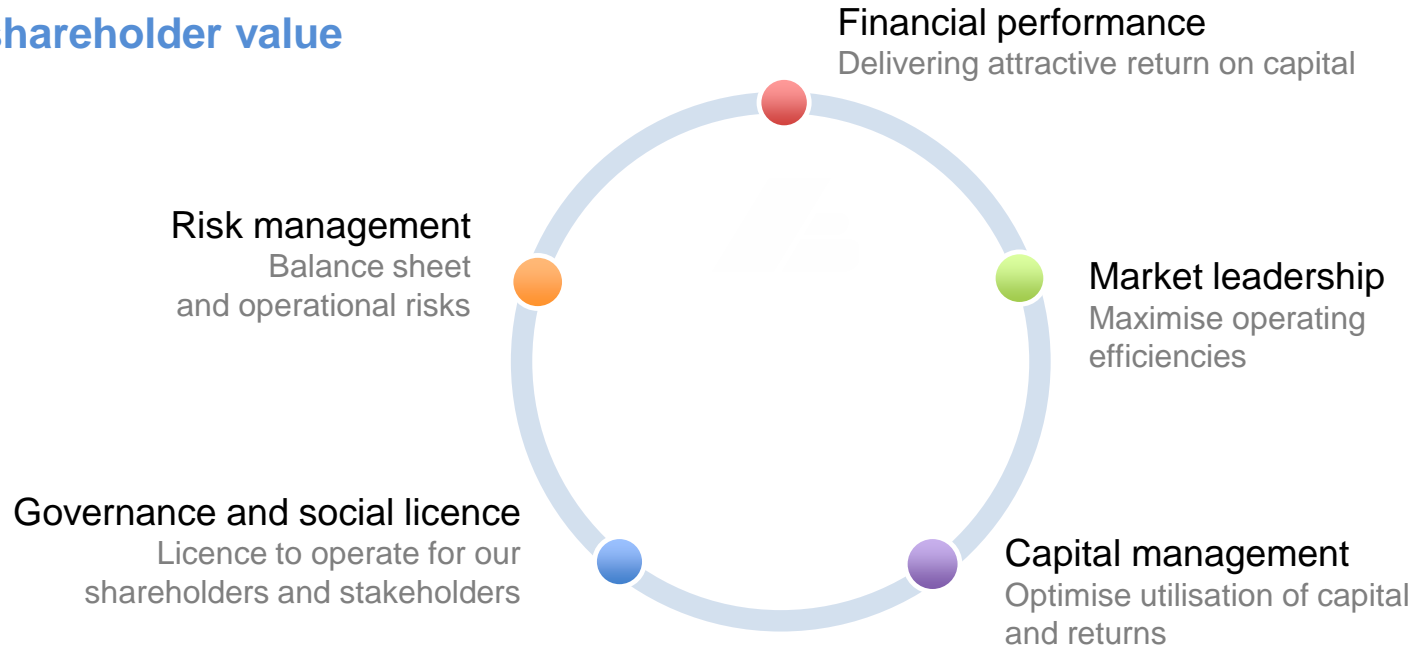 shareholder value
Financial performance
Delivering attractive return on capital
Risk management
Balance sheet
and operational risks
Market leadership
Maximise operating
efficiencies
Governance and social licence
Licence to operate for our
shareholders and stakeholders
Capital management
Optimise utilisation of capital
and returns